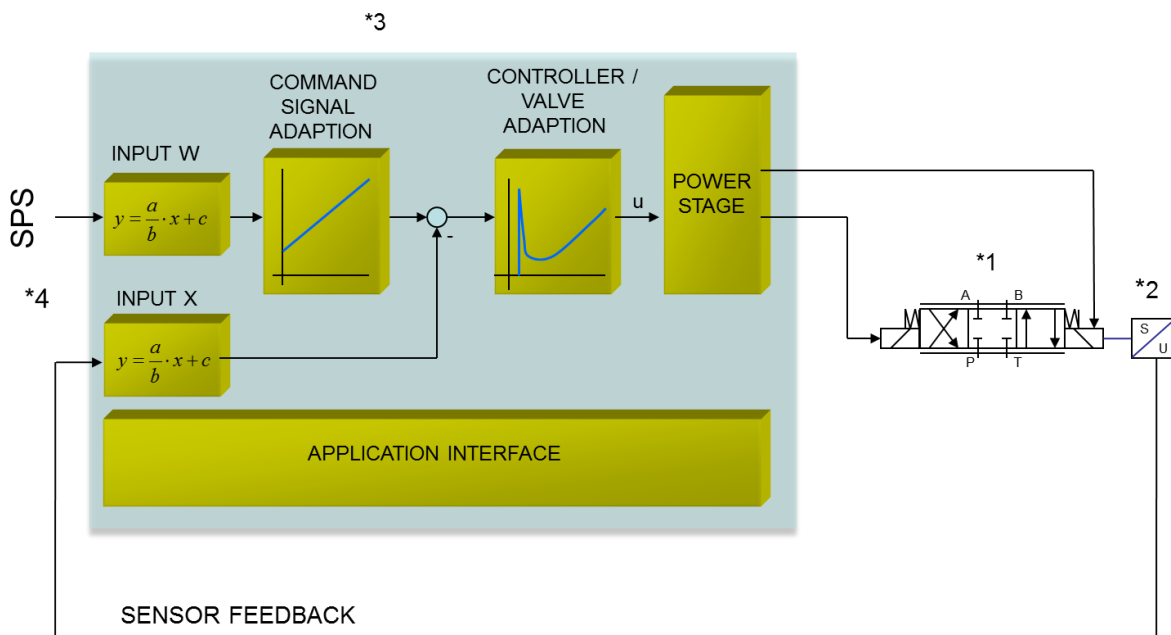 *3
COMMAND
SIGNAL
ADAPTION
CONTROLLER /
VALVE
ADAPTION
INPUT W
SPS
y = a/b · x + c
u
POWER
STAGE
-
*4
INPUT X
y = a/b · x + c
*1
A B
P T
*2
S
U
APPLICATION INTERFACE
SENSOR FEEDBACK